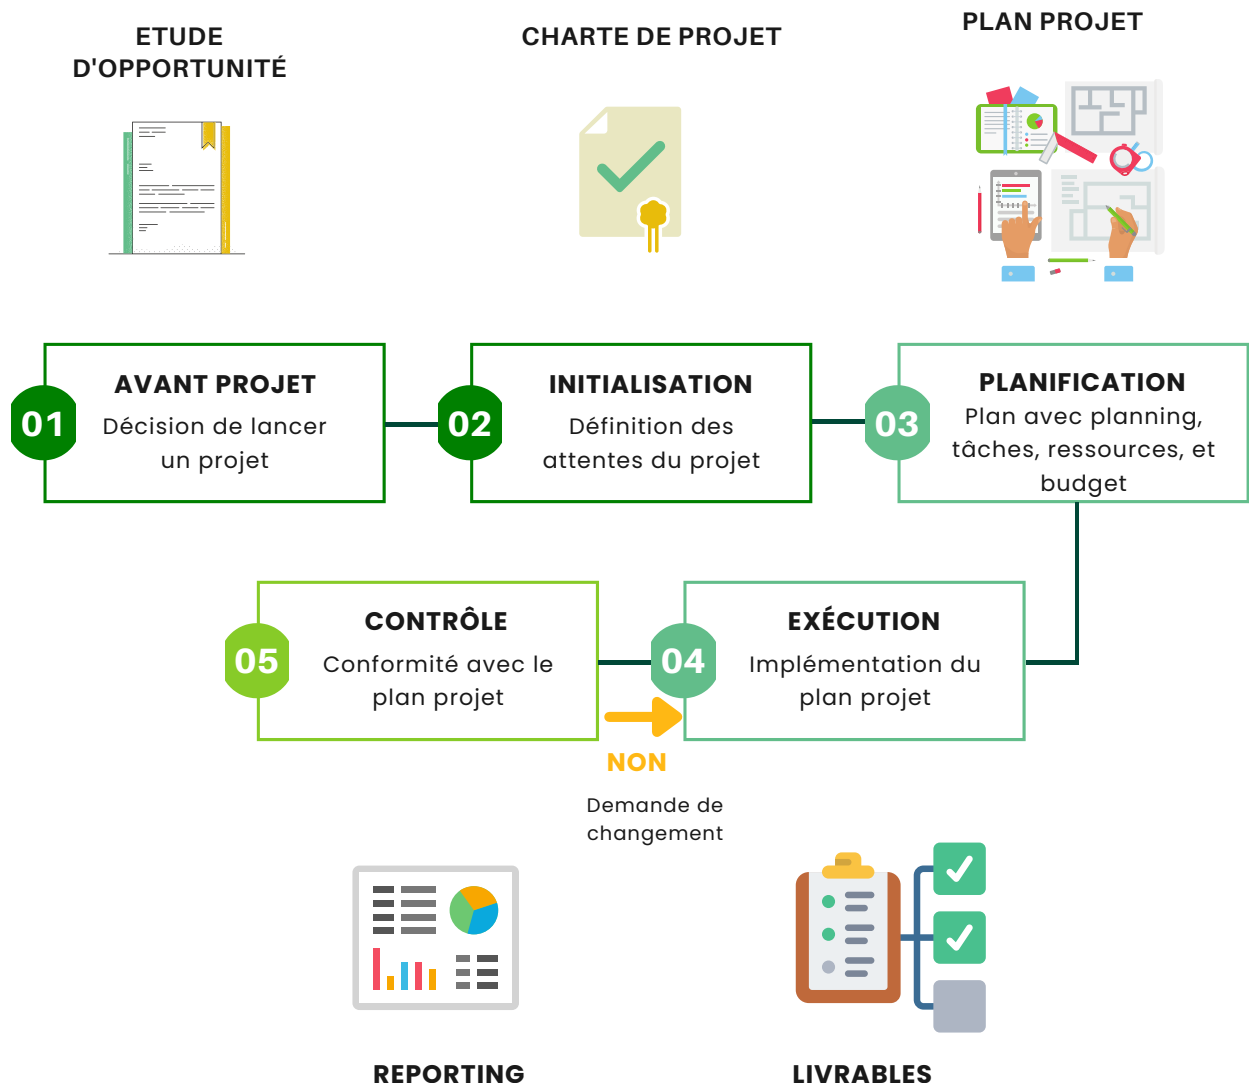 ETUDE
D'OPPORTUNITÉ
CHARTE DE PROJET
PLAN PROJET
01
AVANT PROJET
Décision de lancer
un projet
02
INITIALISATION
Définition des
attentes du projet
03
PLANIFICATION
Plan avec planning,
tâches, ressources, et
budget
05
CONTRÔLE
Conformité avec le
plan projet
04
EXÉCUTION
Implémentation du
plan projet
NON
Demande de
changement
REPORTING
LIVRABLES